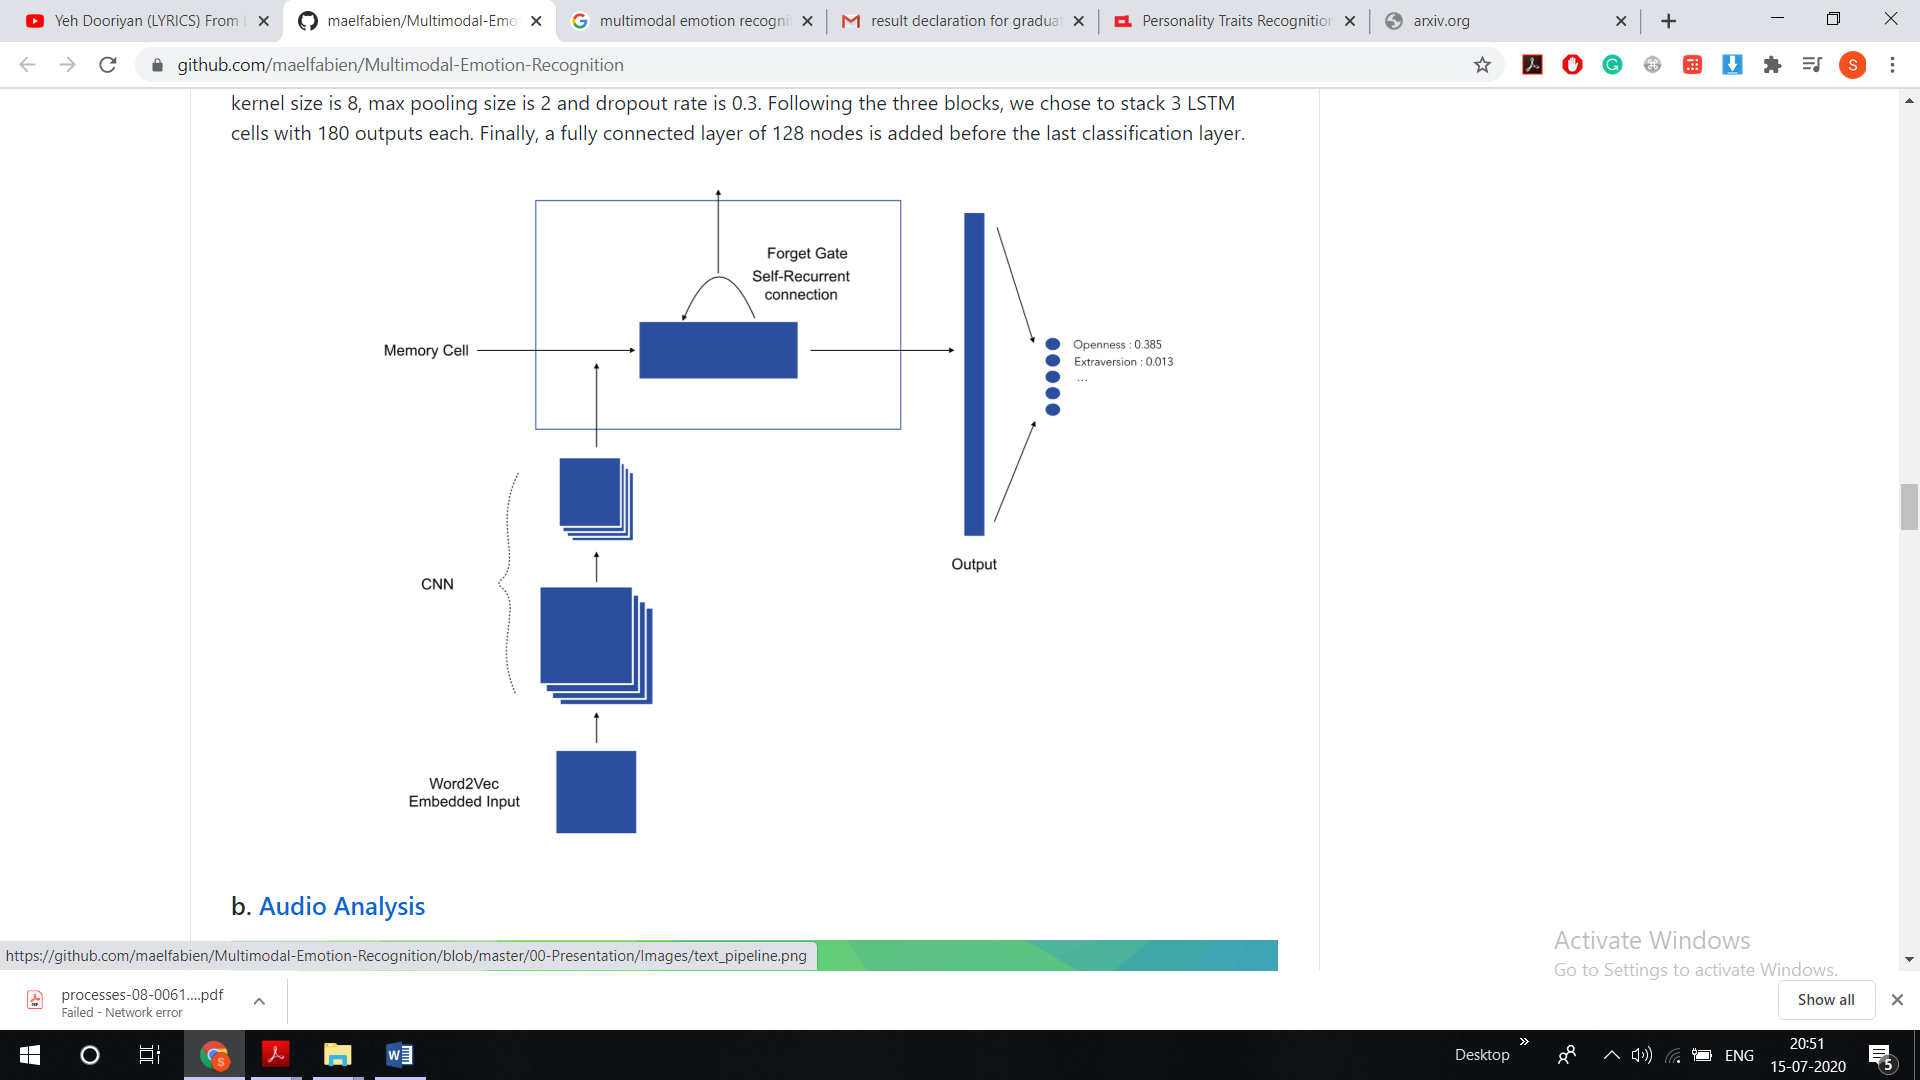 Yeh Dooriyan (LYRICS) From
maelfabien/Multimodal-Emo
multimodal emotion recogni
result declaration for gradua
Personality Traits Recognition
arxiv.org
github.com/maelfabien/Multimodal-Emotion-Recognition
S
kernel size is 8, max pooling size is 2 and dropout rate is 0.3. Following the three blocks, we chose to stack 3 LSTM
cells with 180 outputs each. Finally, a fully connected layer of 128 nodes is added before the last classification layer.
Forget Gate
Self-Recurrent
connection
Memory Cell
Openness : 0.385
Extraversion : 0.013
...
Output
CNN
Word2Vec
Embedded Input
b. Audio Analysis
https://github.com/maelfabien/Multimodal-Emotion-Recognition/blob/master/00-Presentation/Images/text_pipeline.png
Activate Windows
Go to Settings to activate Windows.
processes-08-0061....pdf
Failed - Network error
Show all
Desktop
ENG
20:51
15-07-2020
5